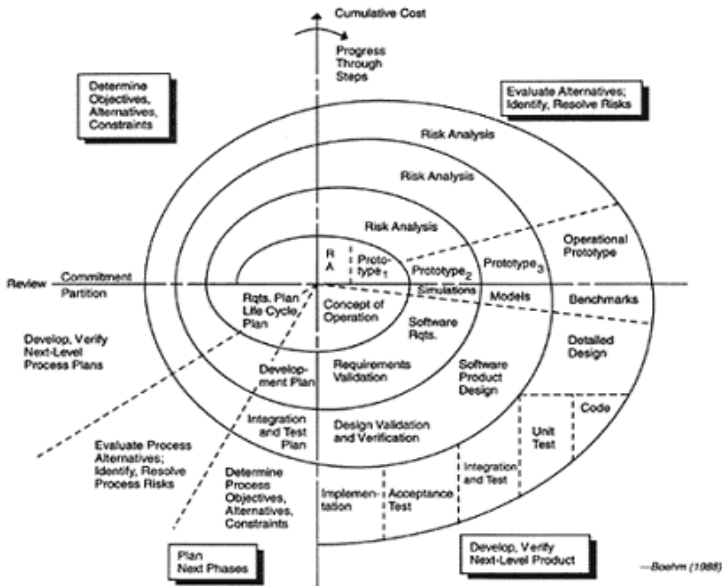 Cumulative Cost
Progress
Through
Steps
Determine
Objectives,
Alternatives,
Constraints
Evaluate Alternatives;
Identify, Resolve Risks
Risk Analysis
Risk Analysis
Risk Analysis
R
A
Proto-
type1
Prototype2
Prototype3
Operational
Prototype
Review
Commitment
Partition
Simulations
Models
Benchmarks
Rqts. Plan
Life Cycle
Plan
Concept of
Operation
Software
Rqts.
Detailed
Design
Develop, Verify
Next-Level
Process Plans
Develop-
ment Plan
Requirements
Validation
Software
Product
Design
Code
Unit
Test
Integration
and Test
Plan
Design Validation
and Verification
Evaluate Process
Alternatives;
Identify, Resolve
Process Risks
Determine
Process
Objectives,
Alternatives,
Constraints
Implemen-
tation
Acceptance
Test
Integration
and Test
Plan
Next Phases
Develop, Verify
Next-Level Product
—Boehm (1988)